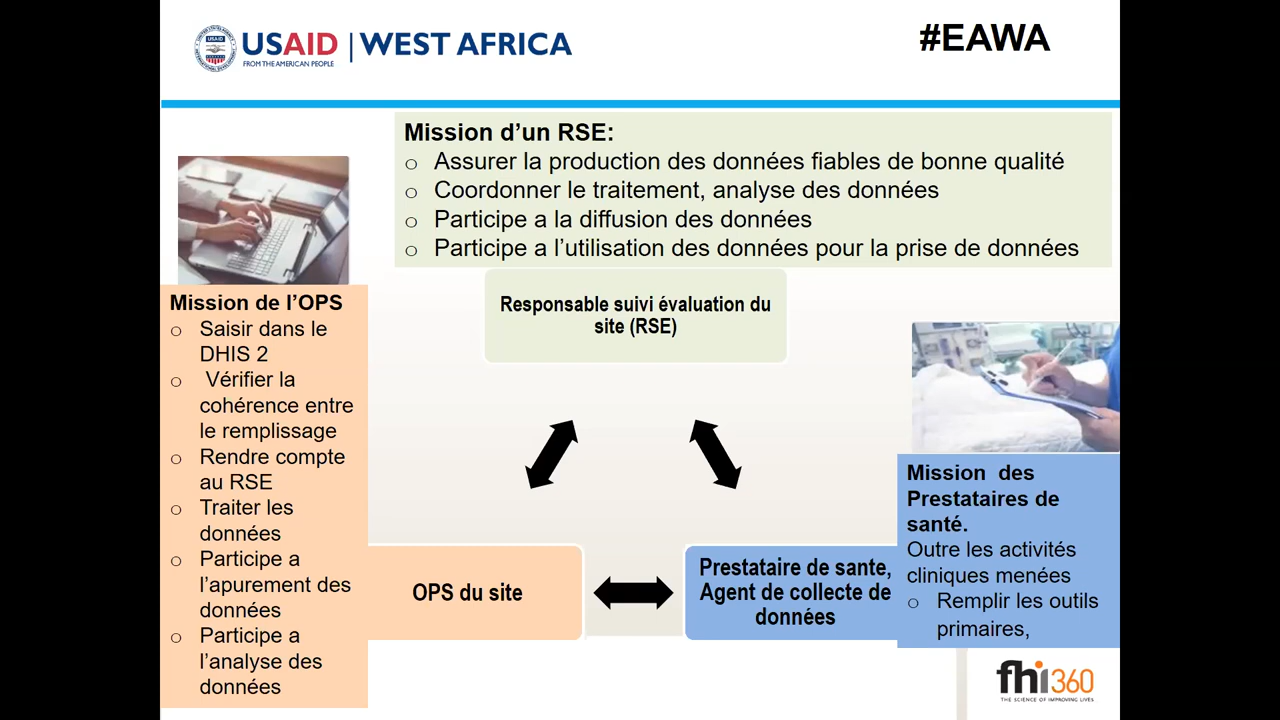 USAID | WEST AFRICA
FROM THE AMERICAN PEOPLE
#EAWA
Mission d’un RSE:
o Assurer la production des données fiables de bonne qualité
o Coordonner le traitement, analyse des données
o Participe a la diffusion des données
o Participe a l’utilisation des données pour la prise de données
Responsable suivi évaluation du
site (RSE)
Mission de l’OPS
o Saisir dans le
DHIS 2
o Vérifier la
cohérence entre
le remplissage
o Rendre compte
au RSE
o Traiter les
données
o Participe a
l’apurement des
données
o Participe a
l’analyse des
données
OPS du site
Prestataire de sante,
Agent de collecte de
données
Mission des
Prestataires de
santé.
Outre les activités
cliniques menées
o Remplir les outils
primaires,
fhi360
THE SCIENCE OF IMPROVING LIVES